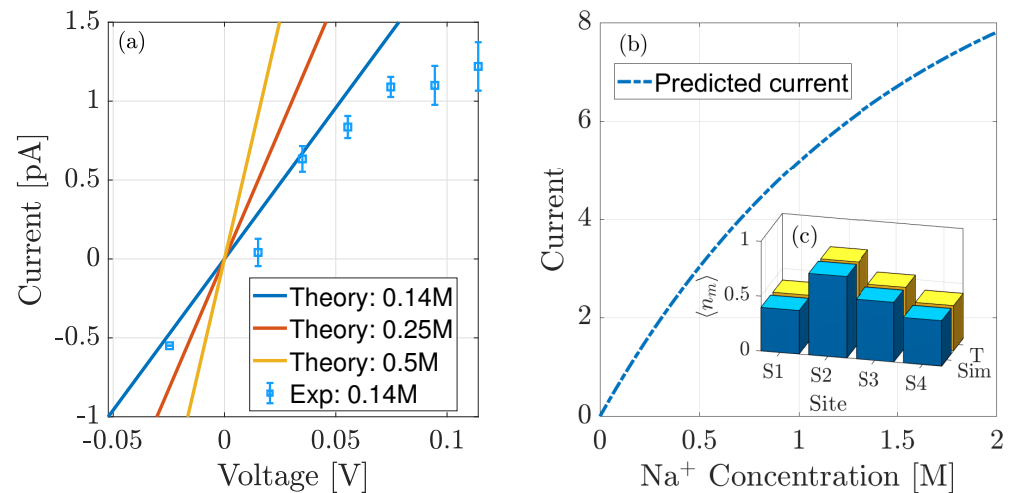 (a)
1.5
1
0.5
0
-0.5
-1
Current [pA]
-0.05
0
0.05
0.1
Voltage [V]
Theory: 0.14M
Theory: 0.25M
Theory: 0.5M
Exp: 0.14M
(b)
8
6
4
2
0
Current
Predicted current
0
0.5
1
1.5
2
Na⁺ Concentration [M]
(c)
1
0.5
0
⟨nₘ⟩
S1
S2
S3
S4
Site
T
Sim